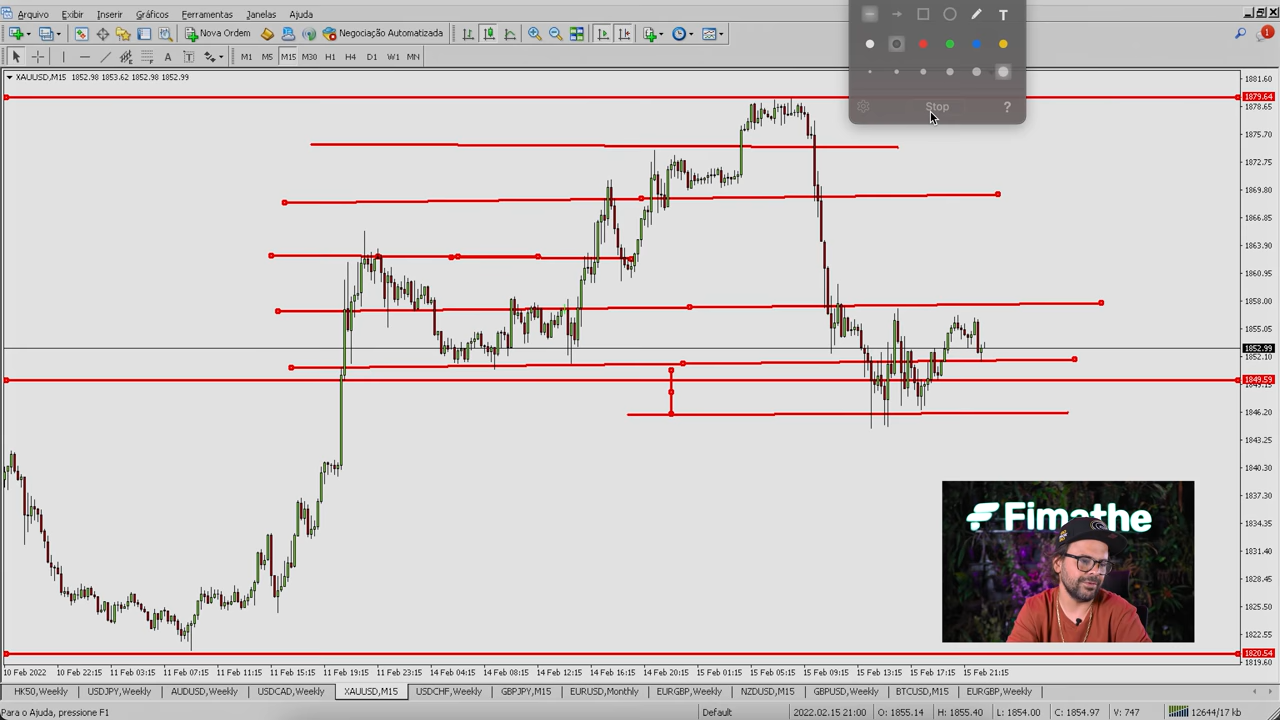 Arquivo Exibir Inserir Gráficos Ferramentas Janelas Ajuda
T
Nova Ordem Negociação Automatizada
A T M1 M5 M15 M30 H1 H4 D1 W1 MN
Stop ?
1
XAUUSD,M15 1852.98 1853.62 1852.98 1852.99
1881.60
1879.64
1878.65
1875.70
1872.75
1869.80
1866.85
1863.90
1860.95
1858.00
1855.05
1852.99
1852.10
1849.59
1846.20
1843.25
1840.30
1837.30
1834.35
1831.40
1828.45
1825.50
1822.55
1820.54
1819.60
Fimathe
10 Feb 2022 10 Feb 22:15 11 Feb 03:15 11 Feb 07:15 11 Feb 11:15 11 Feb 15:15 11 Feb 19:15 11 Feb 23:15 14 Feb 04:15 14 Feb 08:15 14 Feb 12:15 14 Feb 16:15 14 Feb 20:15 15 Feb 01:15 15 Feb 05:15 15 Feb 09:15 15 Feb 13:15 15 Feb 17:15 15 Feb 21:15
HK50,Weekly USDJPY,Weekly AUDUSD,Weekly USDCAD,Weekly XAUUSD,M15 USDCHF,Weekly GBPJPY,M15 EURUSD,Monthly EURGBP,Weekly NZDUSD,M15 GBPUSD,Weekly BTCUSD,M15 EURGBP,Weekly
Para o Ajuda, pressione F1 Default 2022.02.15 21:00 O: 1855.14 H: 1855.40 L: 1854.00 C: 1854.97 V: 747 12644/17 kb